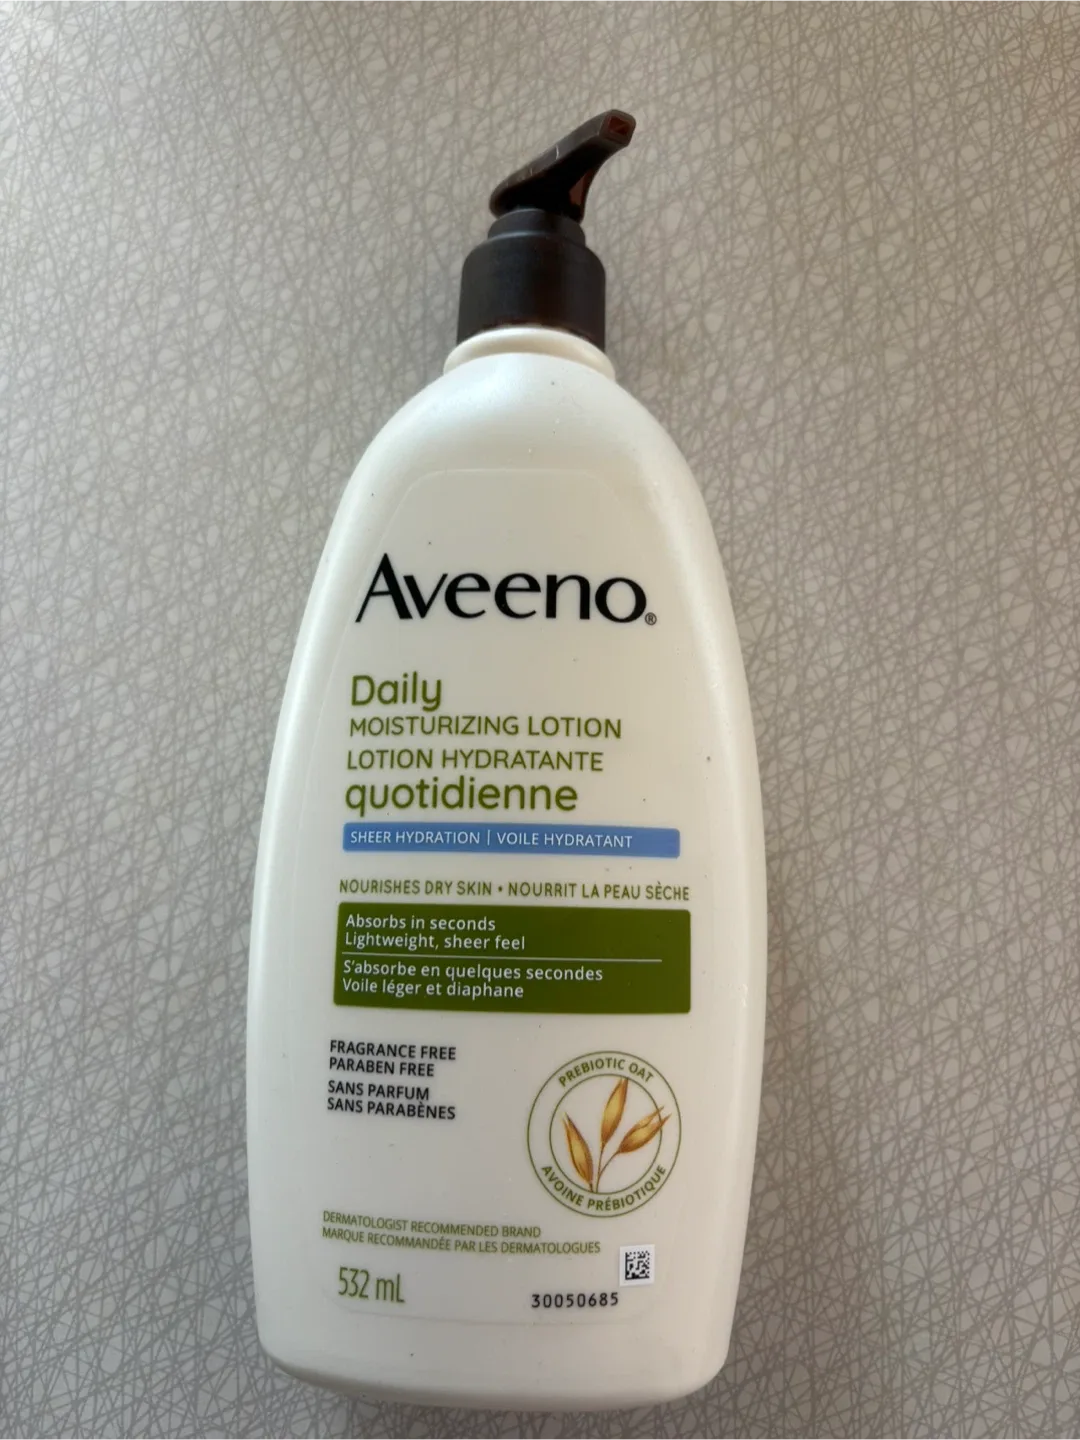 Aveeno®
Daily
MOISTURIZING LOTION
LOTION HYDRATANTE
quotidienne
SHEER HYDRATION | VOILE HYDRATANT
NOURISHES DRY SKIN • NOURRIT LA PEAU SÈCHE
Absorbs in seconds
Lightweight, sheer feel
S'absorbe en quelques secondes
Voile léger et diaphane
FRAGRANCE FREE
PARABEN FREE
SANS PARFUM
SANS PARABÈNES
PREBIOTIC OAT
AVOINE PRÉBIOTIQUE
DERMATOLOGIST RECOMMENDED BRAND
MARQUE RECOMMANDÉE PAR LES DERMATOLOGUES
532 mL
30050685